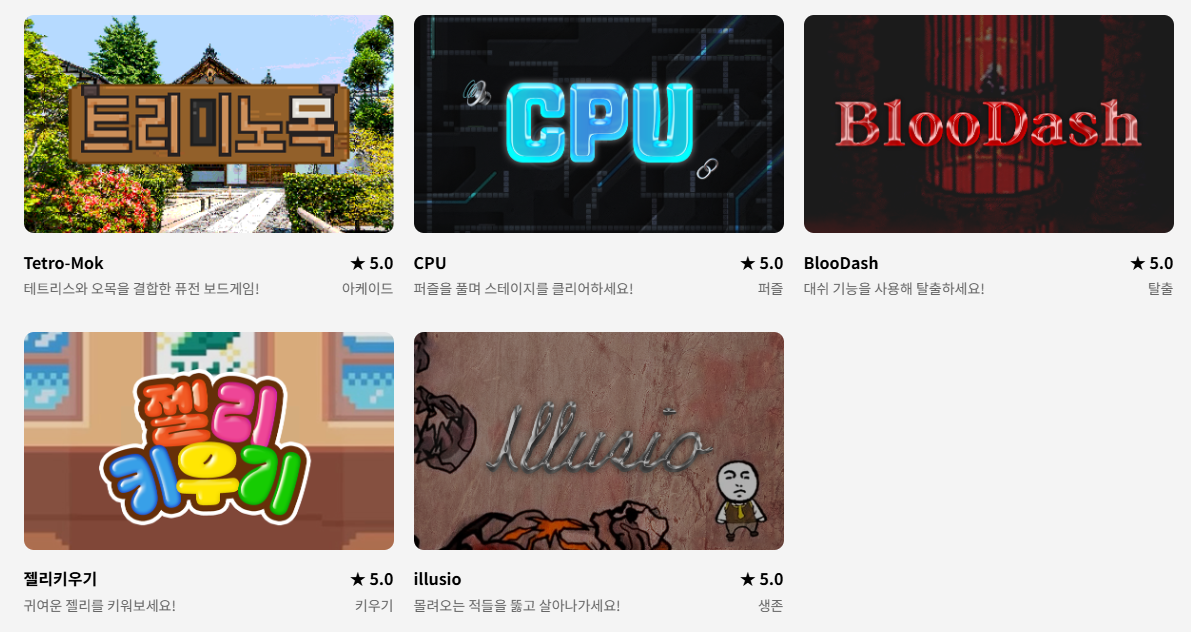 트리미노목
CPU
BlooDash
Tetro-Mok ★ 5.0
테트리스와 오목을 결합한 퓨전 보드게임! 아케이드
CPU ★ 5.0
퍼즐을 풀며 스테이지를 클리어하세요! 퍼즐
BlooDash ★ 5.0
대쉬 기능을 사용해 탈출하세요! 탈출
젤리
키우기
illusio
젤리키우기 ★ 5.0
귀여운 젤리를 키워보세요! 키우기
illusio ★ 5.0
몰려오는 적들을 뚫고 살아나가세요! 생존